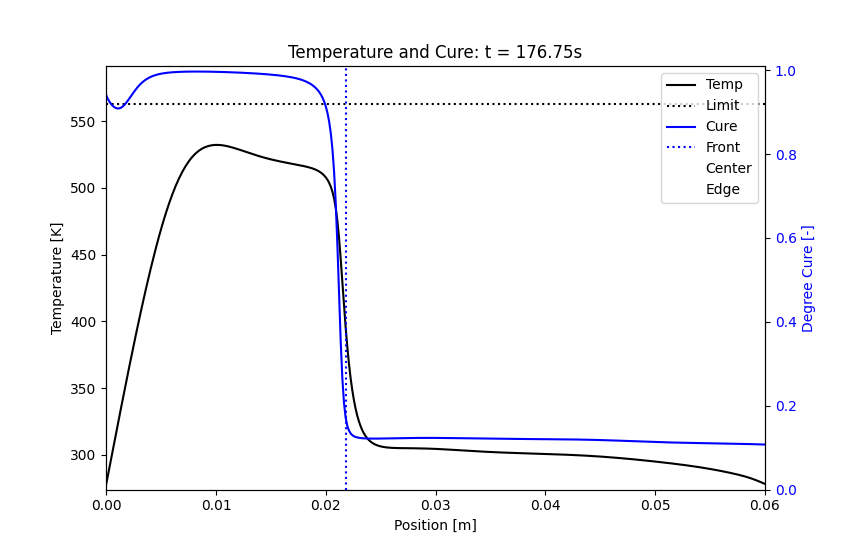 Temperature and Cure: t = 176.75s
Temp
Limit
Cure
Front
Center
Edge
550
500
450
400
350
300
Temperature [K]
1.0
0.8
0.6
0.4
0.2
0.0
Degree Cure [-]
0.00 0.01 0.02 0.03 0.04 0.05 0.06
Position [m]